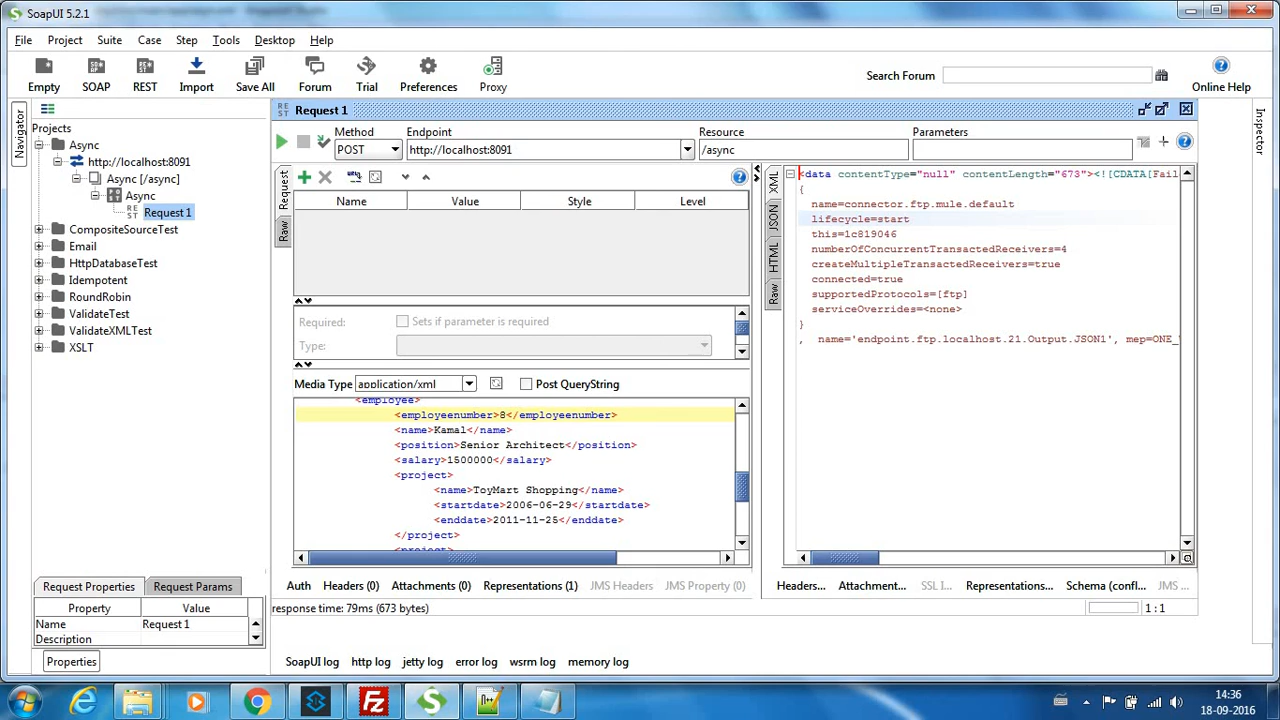 SoapUI 5.2.1
File Project Suite Case Step Tools Desktop Help
Empty SOAP REST Import Save All Forum Trial Preferences Proxy
Search Forum
Online Help
Navigator
Projects
Async
http://localhost:8091
Async [/async]
Async
Request 1
CompositeSourceTest
Email
HttpDatabaseTest
Idempotent
RoundRobin
ValidateTest
ValidateXMLTest
XSLT
Request Properties Request Params
Property Value
Name Request 1
Description
Properties
Request 1
Method Endpoint Resource Parameters
POST http://localhost:8091 /async
Request
Raw
Name Value Style Level
Required: Sets if parameter is required
Type:
Media Type application/xml Post QueryString
<employee>
<employeenumber>8</employeenumber>
<name>Kamal</name>
<position>Senior Architect</position>
<salary>1500000</salary>
<project>
<name>ToyMart Shopping</name>
<startdate>2006-06-29</startdate>
<enddate>2011-11-25</enddate>
</project>
<project>
Auth Headers (0) Attachments (0) Representations (1) JMS Headers JMS Property (0)
response time: 79ms (673 bytes)
XML
JSON
HTML
Raw
<data contentType="null" contentLength="673"><![CDATA[Fail
{
name=connector.ftp.mule.default
lifecycle=start
this=1c819046
numberOfConcurrentTransactedReceivers=4
createMultipleTransactedReceivers=true
connected=true
supportedProtocols=[ftp]
serviceOverrides=<none>
}
, name='endpoint.ftp.localhost.21.Output.JSON1', mep=ONE_
Headers... Attachment... SSL I... Representations... Schema (confl... JMS ...
1:1
Inspector
SoapUI log http log jetty log error log wsrm log memory log
14:36
18-09-2016